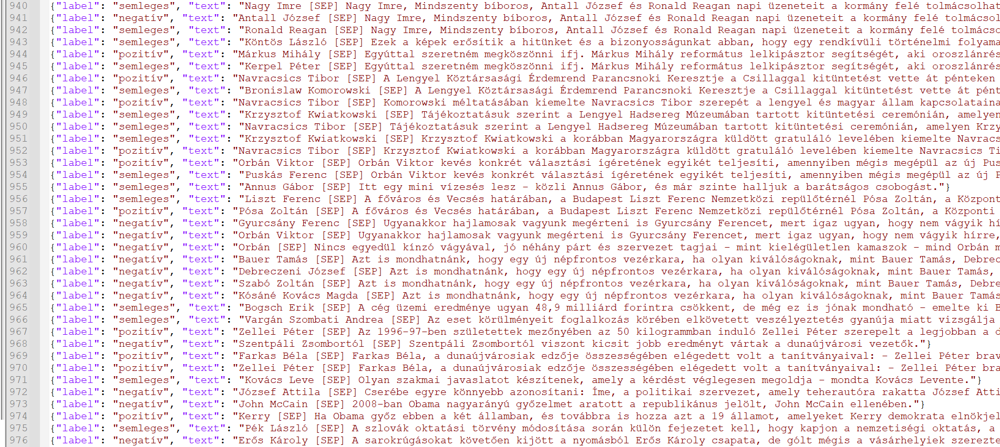 940 {"label": "semleges", "text": "Nagy Imre [SEP] Nagy Imre, Mindszenty bíboros, Antall József és Ronald Reagan napi üzeneteit a kormány felé tolmácsolhat
941 {"label": "negatív", "text": "Antall József [SEP] Nagy Imre, Mindszenty bíboros, Antall József és Ronald Reagan napi üzeneteit a kormány felé tolmácsol
942 {"label": "semleges", "text": "Ronald Reagan [SEP] Nagy Imre, Mindszenty bíboros, Antall József és Ronald Reagan napi üzeneteit a kormány felé tolmácso
943 {"label": "semleges", "text": "Köntös László [SEP] Ezek a képek erősítik a hitünket és a bizonyosságunkat abban, hogy egy rendkívüli történelmi folyama
944 {"label": "pozitív", "text": "Márkus Mihály [SEP] Egyúttal szeretném megköszönni ifj. Márkus Mihály református lelkipásztor segítségét, aki oroszlánrés
945 {"label": "semleges", "text": "Kerpel Péter [SEP] Egyúttal szeretném megköszönni ifj. Márkus Mihály református lelkipásztor segítségét, aki oroszlánrés
946 {"label": "pozitív", "text": "Navracsics Tibor [SEP] A Lengyel Köztársasági Érdemrend Parancsnoki Keresztje a Csillaggal kitüntetést vette át pénteken
947 {"label": "semleges", "text": "Bronislaw Komorowski [SEP] A Lengyel Köztársasági Érdemrend Parancsnoki Keresztje a Csillaggal kitüntetést vette át pént
948 {"label": "pozitív", "text": "Navracsics Tibor [SEP] Komorowski méltatásában kiemelte Navracsics Tibor szerepét a lengyel és magyar állam kapcsolataina
949 {"label": "semleges", "text": "Krzysztof Kwiatkowski [SEP] Tájékoztatásuk szerint a Lengyel Hadsereg Múzeumában tartott kitüntetési ceremónián, amelyen
950 {"label": "semleges", "text": "Navracsics Tibor [SEP] Tájékoztatásuk szerint a Lengyel Hadsereg Múzeumában tartott kitüntetési ceremónián, amelyen Krzy
951 {"label": "semleges", "text": "Krzysztof Kwiatkowski [SEP] Krzysztof Kwiatkowski a korábban Magyarországra küldött gratuláló levelében kiemelte Navracs
952 {"label": "pozitív", "text": "Navracsics Tibor [SEP] Krzysztof Kwiatkowski a korábban Magyarországra küldött gratuláló levelében kiemelte Navracsics Ti
953 {"label": "pozitív", "text": "Orbán Viktor [SEP] Orbán Viktor kevés konkrét választási ígéretének egyikét teljesíti, amennyiben mégis megépül az új Pus
954 {"label": "semleges", "text": "Puskás Ferenc [SEP] Orbán Viktor kevés konkrét választási ígéretének egyikét teljesíti, amennyiben mégis megépül az új P
955 {"label": "semleges", "text": "Annus Gábor [SEP] Itt egy mini vízesés lesz - közli Annus Gábor, és már szinte halljuk a barátságos csobogást."}
956 {"label": "semleges", "text": "Liszt Ferenc [SEP] A főváros és Vecsés határában, a Budapest Liszt Ferenc Nemzetközi repülőtérnél Pósa Zoltán, a Központ
957 {"label": "pozitív", "text": "Pósa Zoltán [SEP] A főváros és Vecsés határában, a Budapest Liszt Ferenc Nemzetközi repülőtérnél Pósa Zoltán, a Központi
958 {"label": "negatív", "text": "Gyurcsány Ferenc [SEP] Ugyanakkor hajlamosak vagyunk megérteni is Gyurcsány Ferencet, mert igaz ugyan, hogy nem vágyik hí
959 {"label": "negatív", "text": "Orbán Viktor [SEP] Ugyanakkor hajlamosak vagyunk megérteni is Gyurcsány Ferencet, mert igaz ugyan, hogy nem vágyik hírre,
960 {"label": "negatív", "text": "Orbán [SEP] Nincs egyedül kínzó vágyával, jó néhány párt és szervezet tagjai - mint kielégületlen kamaszok - mind Orbán m
961 {"label": "negatív", "text": "Bauer Tamás [SEP] Azt is mondhatnánk, hogy egy új népfrontos vezérkara, ha olyan kiválóságoknak, mint Bauer Tamás, Debrec
962 {"label": "negatív", "text": "Debreczeni József [SEP] Azt is mondhatnánk, hogy egy új népfrontos vezérkara, ha olyan kiválóságoknak, mint Bauer Tamás,
963 {"label": "negatív", "text": "Szabó Zoltán [SEP] Azt is mondhatnánk, hogy egy új népfrontos vezérkara, ha olyan kiválóságoknak, mint Bauer Tamás, Debre
964 {"label": "negatív", "text": "Kósáné Kovács Magda [SEP] Azt is mondhatnánk, hogy egy új népfrontos vezérkara, ha olyan kiválóságoknak, mint Bauer Tamás
965 {"label": "semleges", "text": "Bogsch Erik [SEP] A cég üzemi eredménye ugyan 48,9 milliárd forintra csökkent, de még ez is jónak mondható - emelte ki B
966 {"label": "semleges", "text": "Vargán Szombati Andrea [SEP] Az eset körülményeit foglalkozás körében elkövetett veszélyeztetés gyanúja miatt vizsgálja
967 {"label": "pozitív", "text": "Zellei Péter [SEP] Az 1996-97-ben születettek mezőnyében az 50 kilogrammban induló Zellei Péter szerepelt a legjobban a d
968 {"label": "negatív", "text": "Szentpáli Zsombortól [SEP] Szentpáli Zsombortól viszont kicsit jobb eredményt vártak a dunaújvárosi vezetők."}
969 {"label": "pozitív", "text": "Farkas Béla [SEP] Farkas Béla, a dunaújvárosiak edzője összességében elégedett volt a tanítványaival: - Zellei Péter brav
970 {"label": "pozitív", "text": "Zellei Péter [SEP] Farkas Béla, a dunaújvárosiak edzője összességében elégedett volt a tanítványaival: - Zellei Péter bra
971 {"label": "semleges", "text": "Kovács Leve [SEP] Olyan szakmai javaslatot készítenek, amely a kérdést véglegesen megoldja - mondta Kovács Levente."}
972 {"label": "negatív", "text": "József Attila [SEP] Cserébe egyre könnyebb azonosítani: Íme, a politikai szervezet, amely teherautóra rakatta József Atti
973 {"label": "negatív", "text": "John McCain [SEP] 2008-ban Obama nagyarányú győzelmet aratott a republikánus jelölt, John McCain ellenében."}
974 {"label": "pozitív", "text": "Kerry [SEP] Ha Obama győz ebben a két államban, és továbbra is hozza azt a 19 államot, amelyeket Kerry demokrata elnökjel
975 {"label": "semleges", "text": "Pék László [SEP] A szlovák oktatási törvény módosítása során külön fejezetet kell, hogy kapjon a nemzetiségi oktatás, a
976 {"label": "negatív", "text": "Erős Károly [SEP] A sarokrúgásokat követően kijött a nyomásból Erős Károly csapata, de gólt mégis a vásárhelyiek szerezte